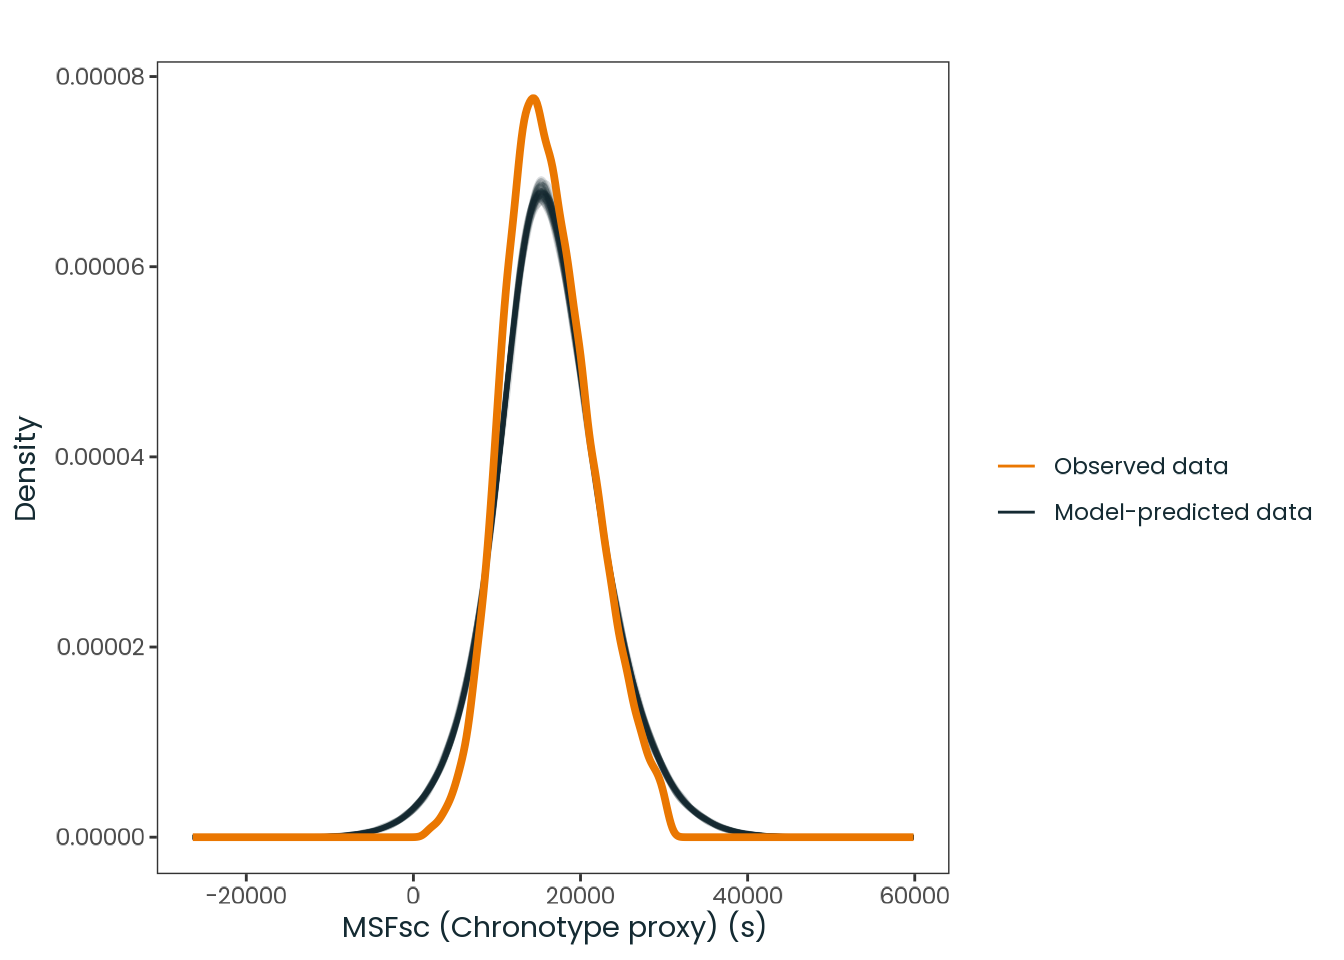 0.00008
0.00006
0.00004
0.00002
0.00000
Density
-20000
0
20000
40000
60000
MSFsc (Chronotype proxy) (s)
Observed data
Model-predicted data